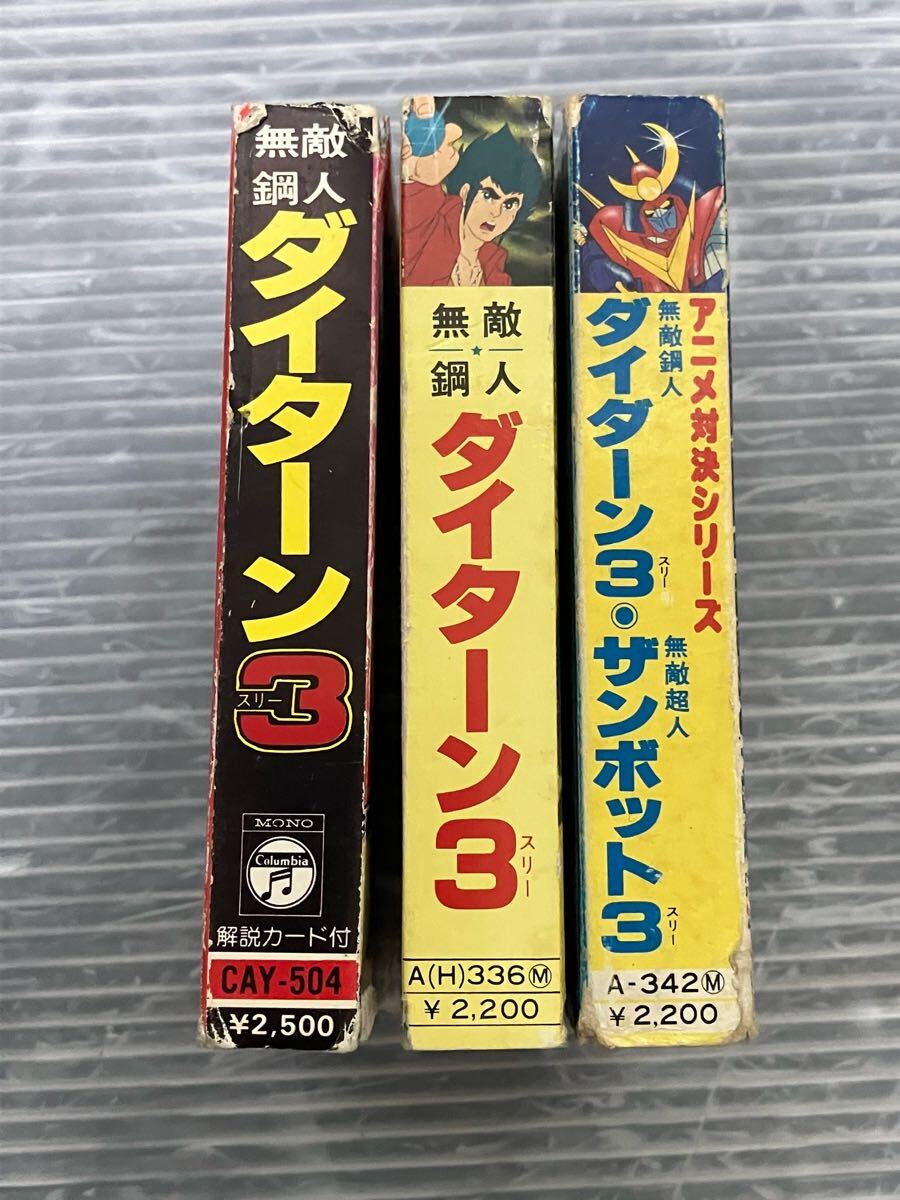 無敵
鋼人
ダイターン3
スリー
MONO
Columbia
解説カード付
CAY-504
¥2,500
無敵
鋼人
ダイターン3
スリー
A(H)336Ⓜ
¥2,200
アニメ対決シリーズ
無敵鋼人
ダイターン3・
スリー
無敵超人
ザンボット3
スリー
A-342Ⓜ
¥2,200